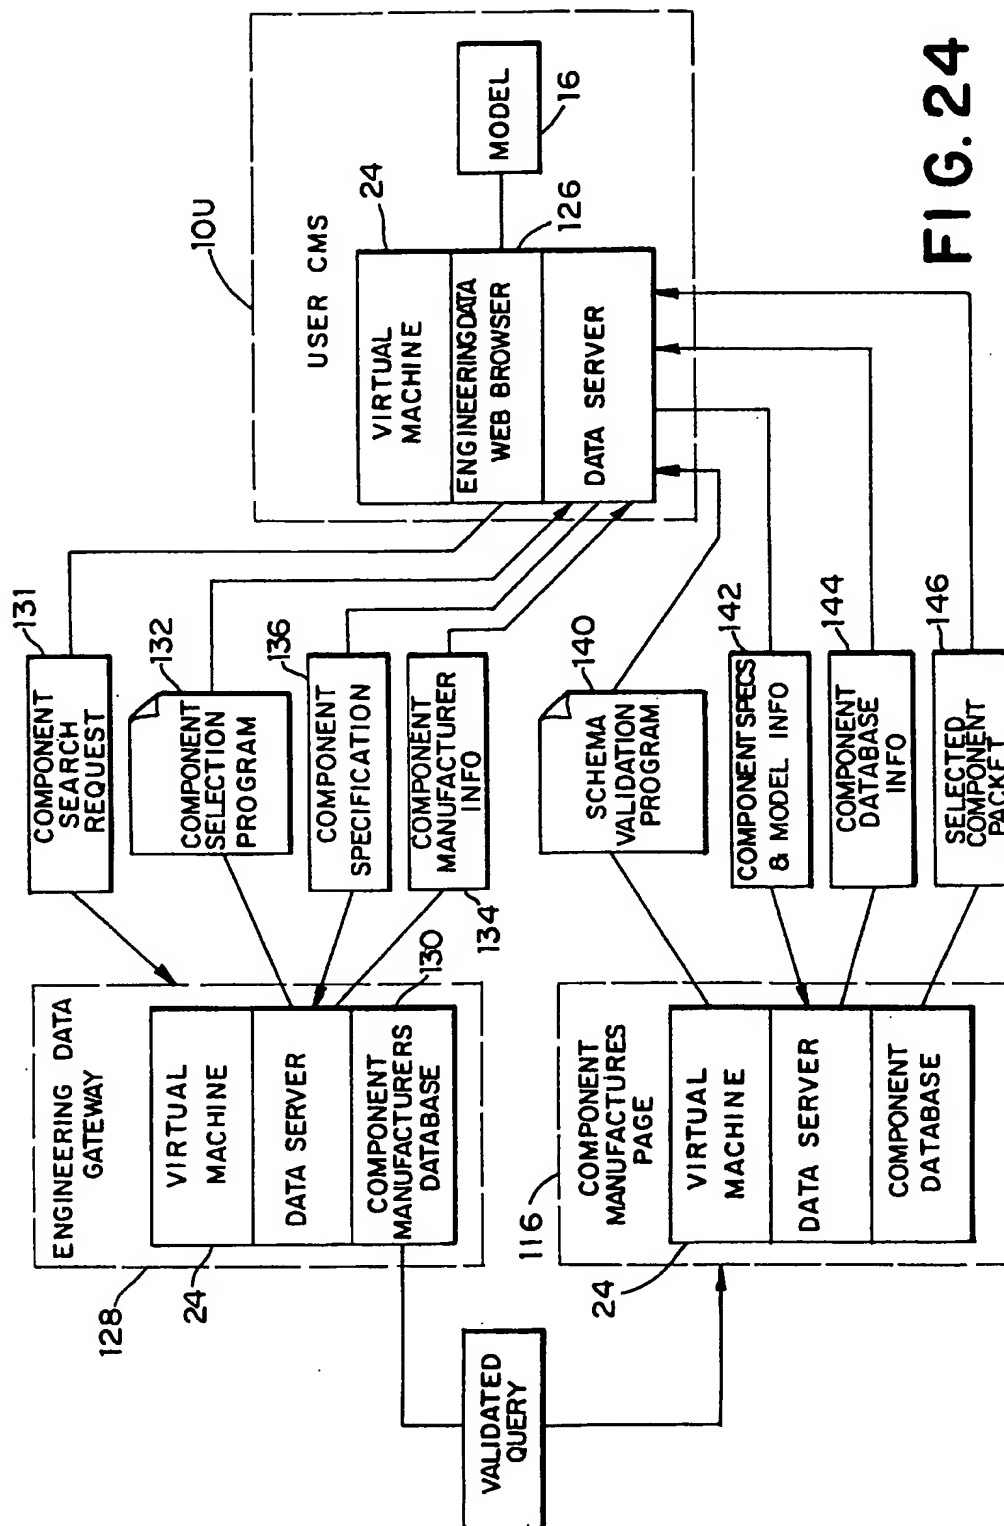 ENGINEERING DATA
GATEWAY
VIRTUAL
MACHINE
DATA SERVER
COMPONENT
MANUFACTURERS
DATABASE
128
24
130
131
COMPONENT
SEARCH
REQUEST
132
COMPONENT
SELECTION
PROGRAM
136
COMPONENT
SPECIFICATION
COMPONENT
MANUFACTURER
INFO
134
10U
USER CMS
24
VIRTUAL
MACHINE
ENGINEERING DATA
WEB BROWSER
126
DATA SERVER
MODEL
16
VALIDATED
QUERY
116
COMPONENT
MANUFACTURES
PAGE
VIRTUAL
MACHINE
DATA SERVER
COMPONENT
DATABASE
24
140
SCHEMA
VALIDATION
PROGRAM
142
COMPONENT SPECS
& MODEL INFO
144
COMPONENT
DATABASE
INFO
146
SELECTED
COMPONENT
PACKET
FIG. 24